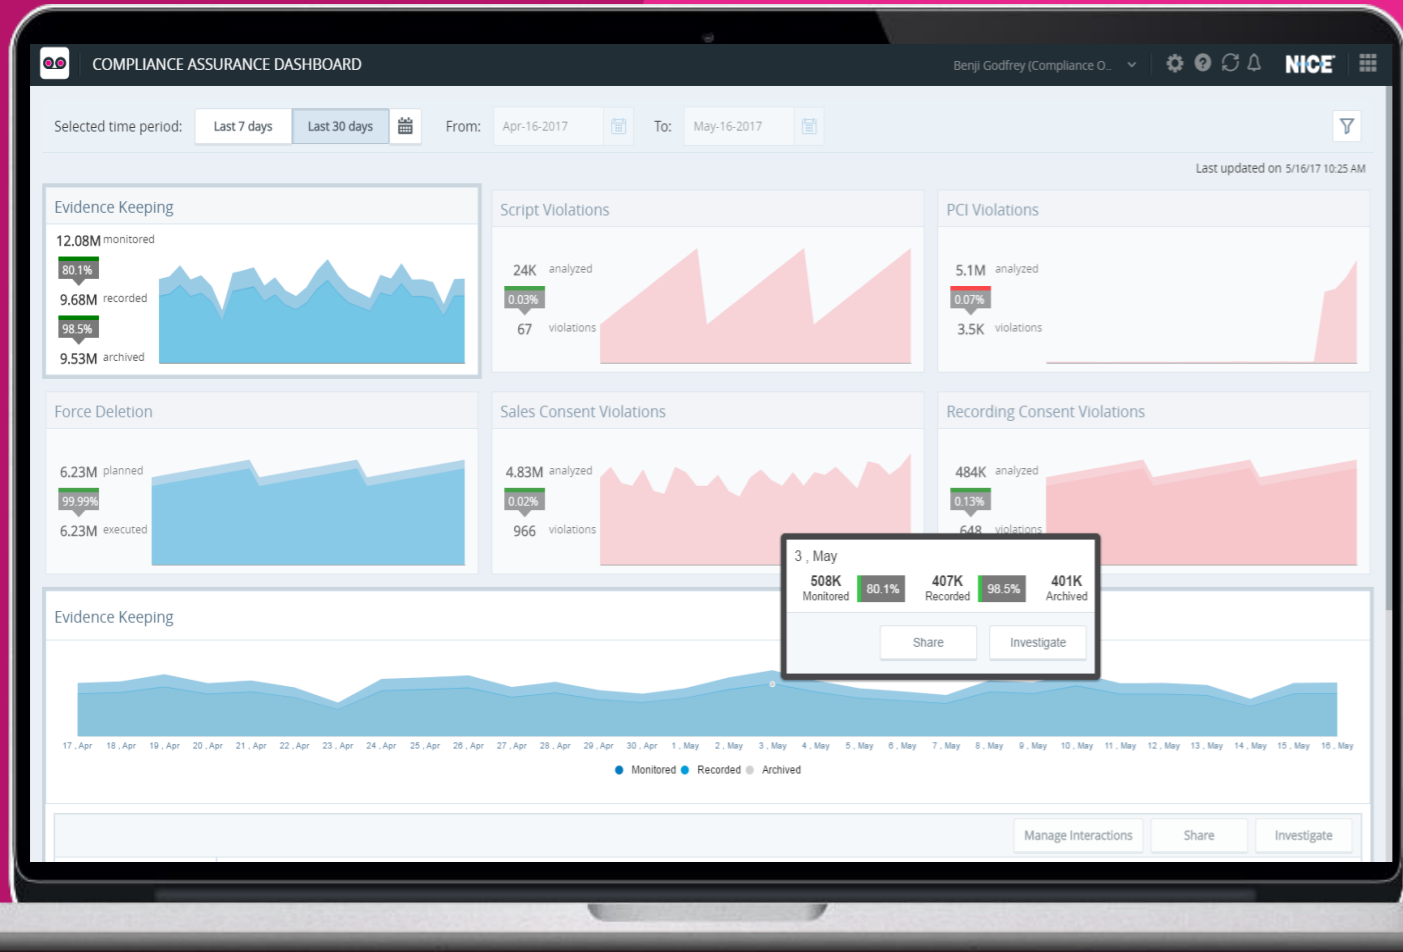 COMPLIANCE ASSURANCE DASHBOARD
Benji Godfrey (Compliance O...
NICE
Selected time period: Last 7 days Last 30 days From: Apr-16-2017 To: May-16-2017
Last updated on 5/16/17 10:25 AM
Evidence Keeping
12.08M monitored
80.1%
9.68M recorded
98.5%
9.53M archived
Script Violations
24K analyzed
0.03%
67 violations
PCI Violations
5.1M analyzed
0.07%
3.5K violations
Force Deletion
6.23M planned
99.99%
6.23M executed
Sales Consent Violations
4.83M analyzed
0.02%
966 violations
Recording Consent Violations
484K analyzed
0.13%
648 violations
3 , May
508K 80.1% 407K 98.5% 401K
Monitored Recorded Archived
Share Investigate
Evidence Keeping
17 , Apr 18 , Apr 19 , Apr 20 , Apr 21 , Apr 22 , Apr 23 , Apr 24 , Apr 25 , Apr 26 , Apr 27 , Apr 28 , Apr 29 , Apr 30 , Apr 1 , May 2 , May 3 , May 4 , May 5 , May 6 , May 7 , May 8 , May 9 , May 10 , May 11 , May 12 , May 13 , May 14 , May 15 , May 16 , May
Monitored Recorded Archived
Manage Interactions Share Investigate